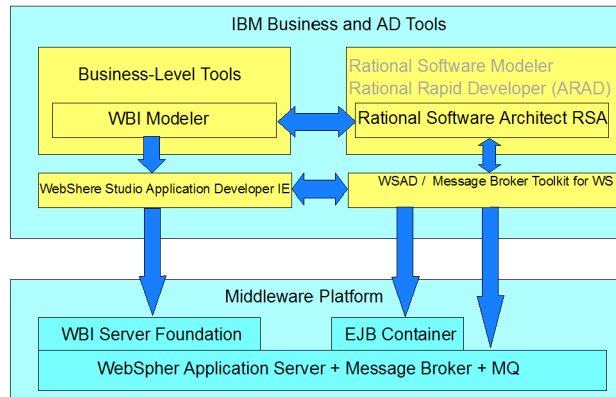 IBM Business and AD Tools
Business-Level Tools
WBI Modeler
Rational Software Modeler
Rational Rapid Developer (ARAD)
Rational Software Architect RSA
WebShere Studio Application Developer IE
WSAD / Message Broker Toolkit for WS
Middleware Platform
WBI Server Foundation
EJB Container
WebSpher Application Server + Message Broker + MQ